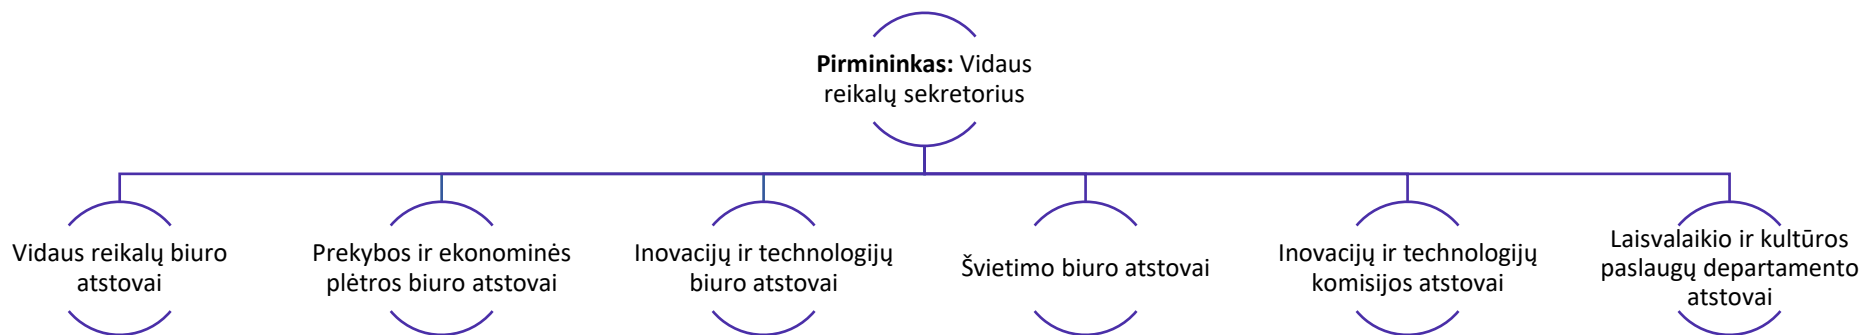 Pirmininkas: Vidaus
reikalų sekretorius
Vidaus reikalų biuro
atstovai
Prekybos ir ekonominės
plėtros biuro atstovai
Inovacijų ir technologijų
biuro atstovai
Švietimo biuro atstovai
Inovacijų ir technologijų
komisijos atstovai
Laisvalaikio ir kultūros
paslaugų departamento
atstovai